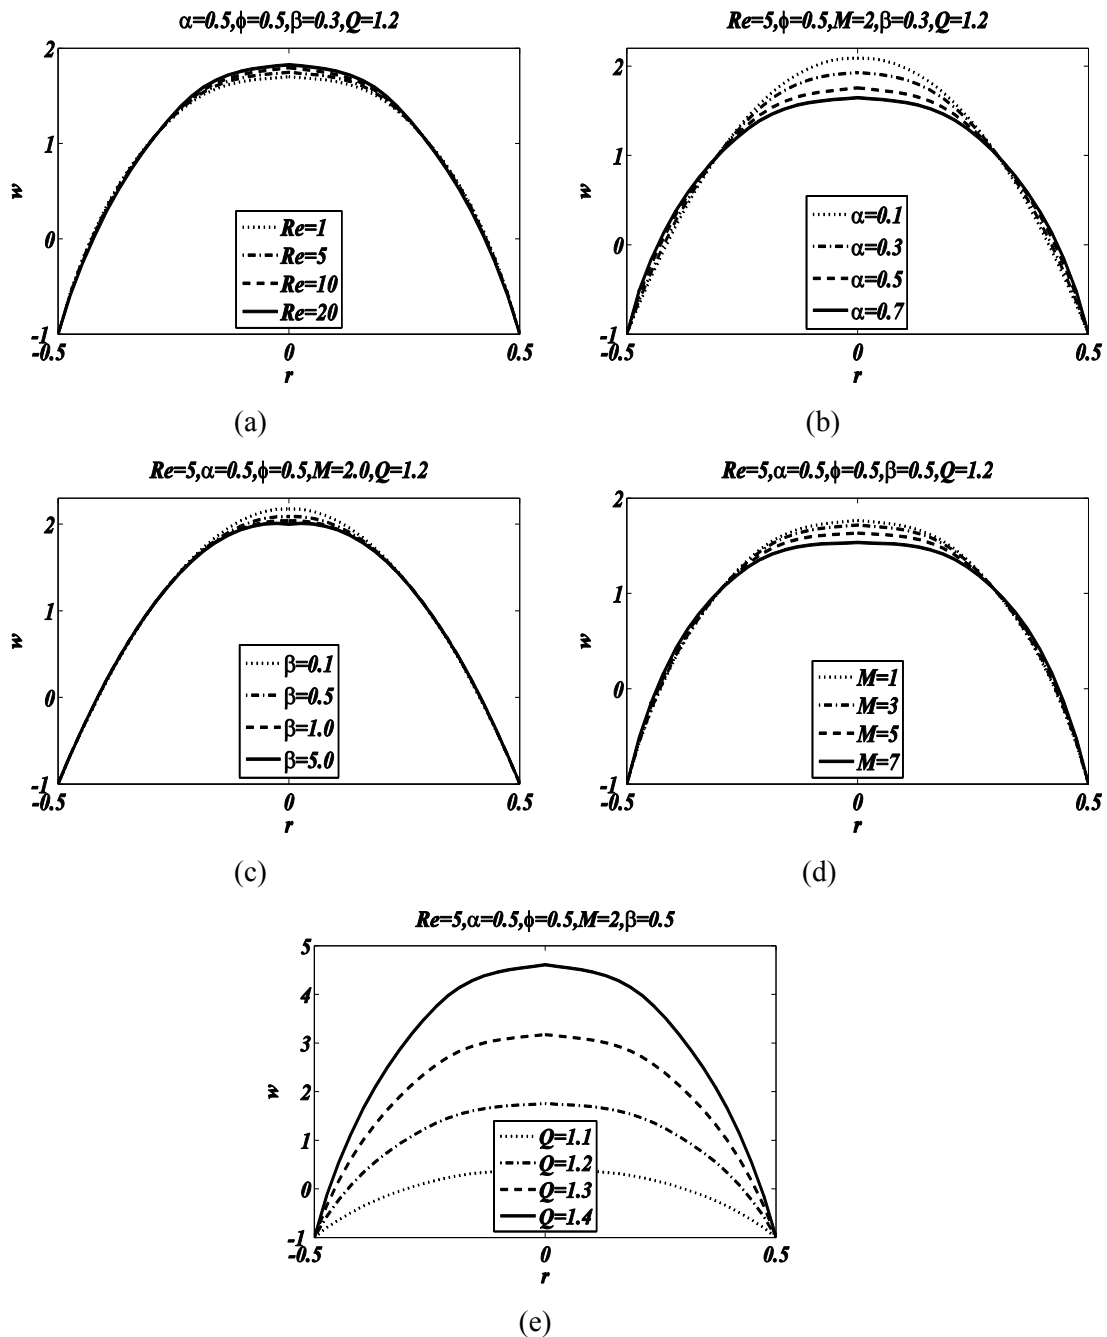 α=0.5,ϕ=0.5,β=0.3,Q=1.2
2
1
0
-1
w
-0.5
0
0.5
r
Re=1
Re=5
Re=10
Re=20
(a)
Re=5,ϕ=0.5,M=2,β=0.3,Q=1.2
2
1
0
-1
w
-0.5
0
0.5
r
α=0.1
α=0.3
α=0.5
α=0.7
(b)
Re=5,α=0.5,ϕ=0.5,M=2.0,Q=1.2
2
1
0
-1
w
-0.5
0
0.5
r
β=0.1
β=0.5
β=1.0
β=5.0
(c)
Re=5,α=0.5,ϕ=0.5,β=0.5,Q=1.2
2
1
0
-1
w
-0.5
0
0.5
r
M=1
M=3
M=5
M=7
(d)
Re=5,α=0.5,ϕ=0.5,M=2,β=0.5
5
4
3
2
1
0
-1
w
-0.5
0
0.5
r
Q=1.1
Q=1.2
Q=1.3
Q=1.4
(e)